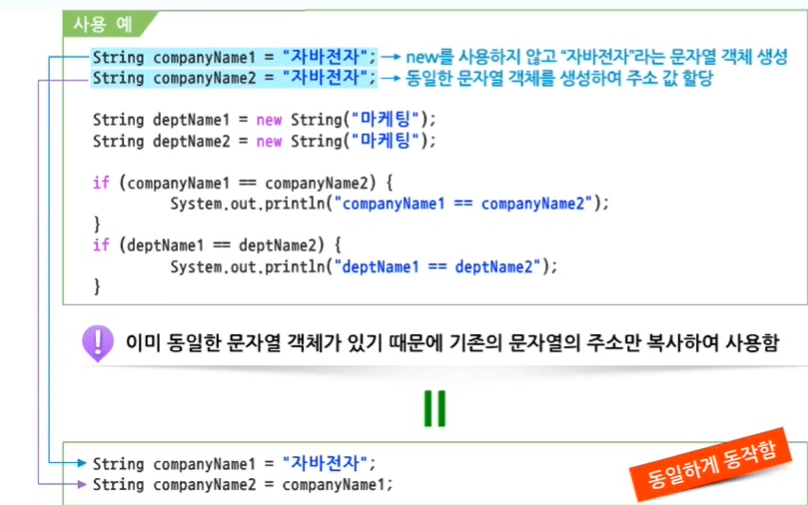 사용 예
String companyName1 = "자바전자"; → new를 사용하지 않고 “자바전자”라는 문자열 객체 생성
String companyName2 = "자바전자"; → 동일한 문자열 객체를 생성하여 주소 값 할당
String deptName1 = new String("마케팅");
String deptName2 = new String("마케팅");
if (companyName1 == companyName2) {
System.out.println("companyName1 == companyName2");
}
if (deptName1 == deptName2) {
System.out.println("deptName1 == deptName2");
}
! 이미 동일한 문자열 객체가 있기 때문에 기존의 문자열의 주소만 복사하여 사용함
String companyName1 = "자바전자";
String companyName2 = companyName1;
동일하게 동작함